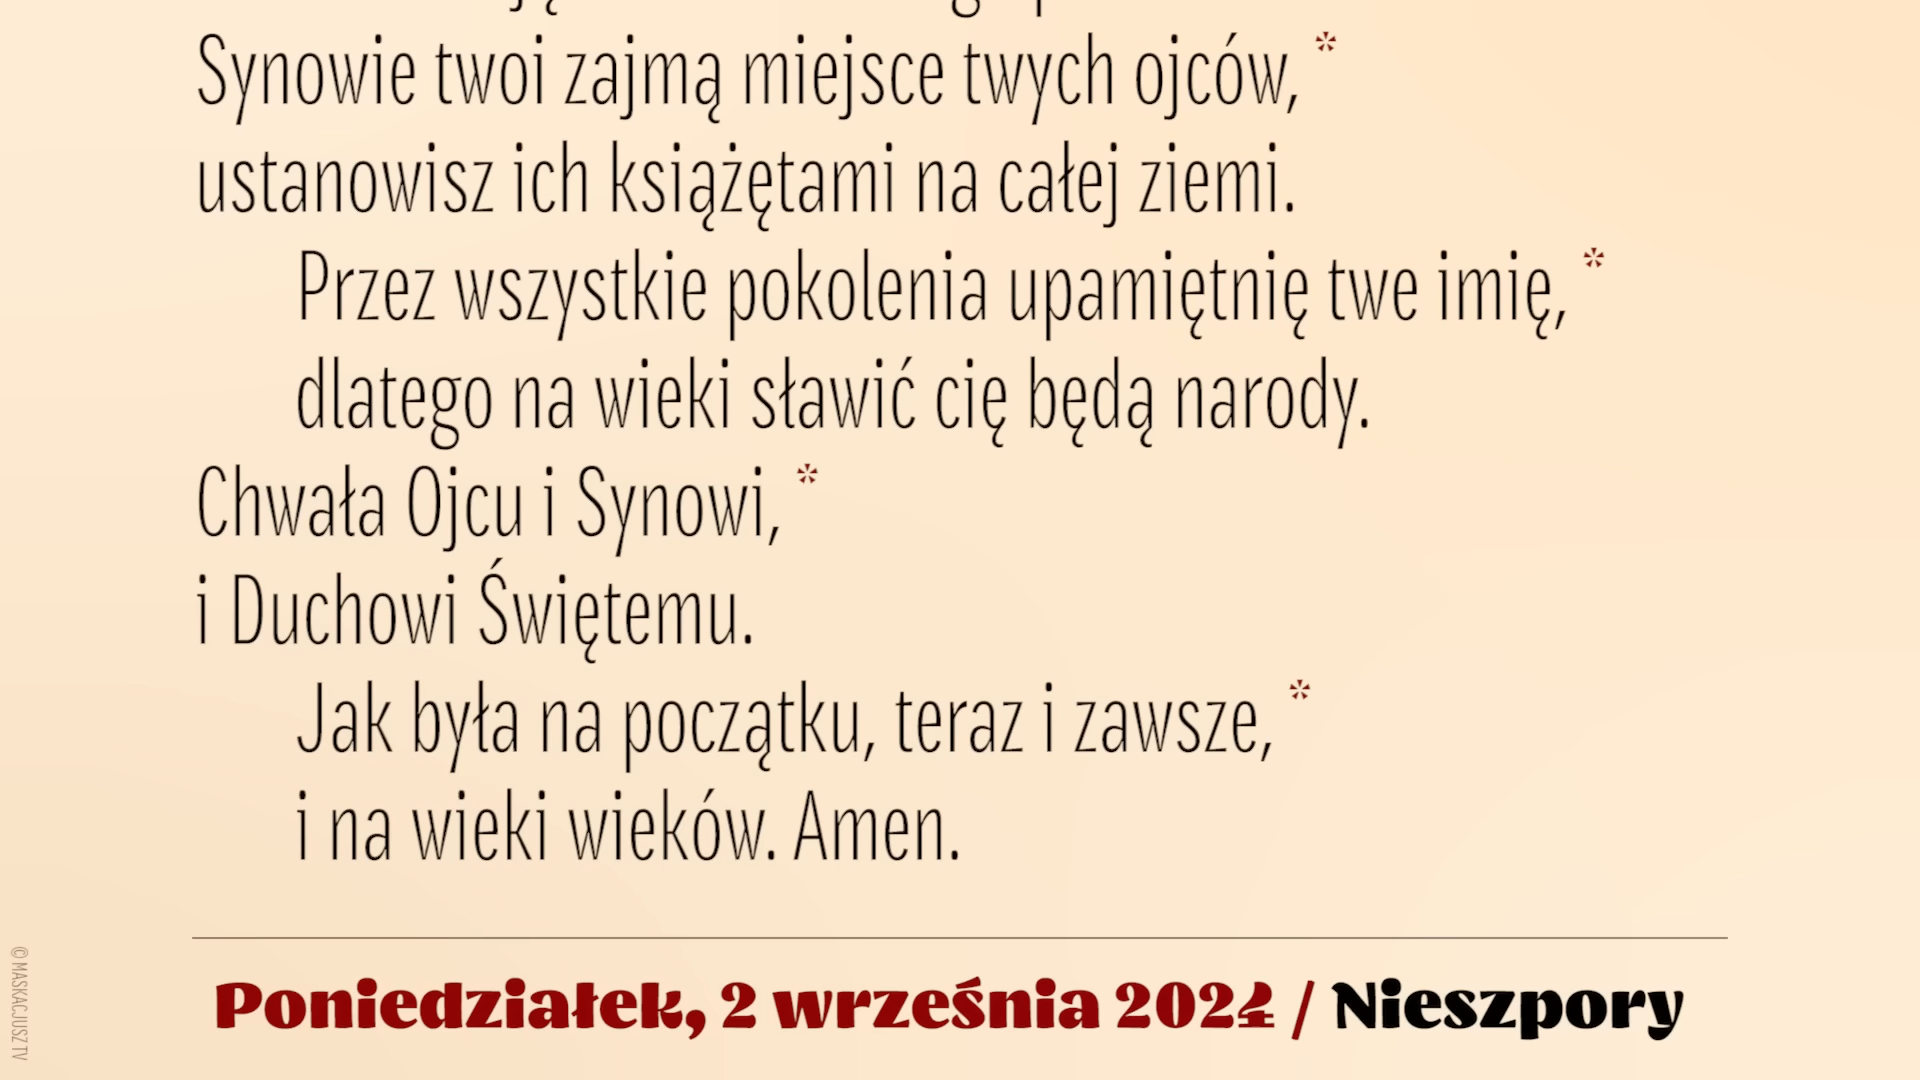 Synowie twoi zajmą miejsce twych ojców, *
ustanowisz ich książętami na całej ziemi.
Przez wszystkie pokolenia upamiętnię twe imię, *
dlatego na wieki sławić cię będą narody.
Chwała Ojcu i Synowi, *
i Duchowi Świętemu.
Jak była na początku, teraz i zawsze, *
i na wieki wieków. Amen.
Poniedziałek, 2 września 2024 / Nieszpory
© MASKACJUSZ TV